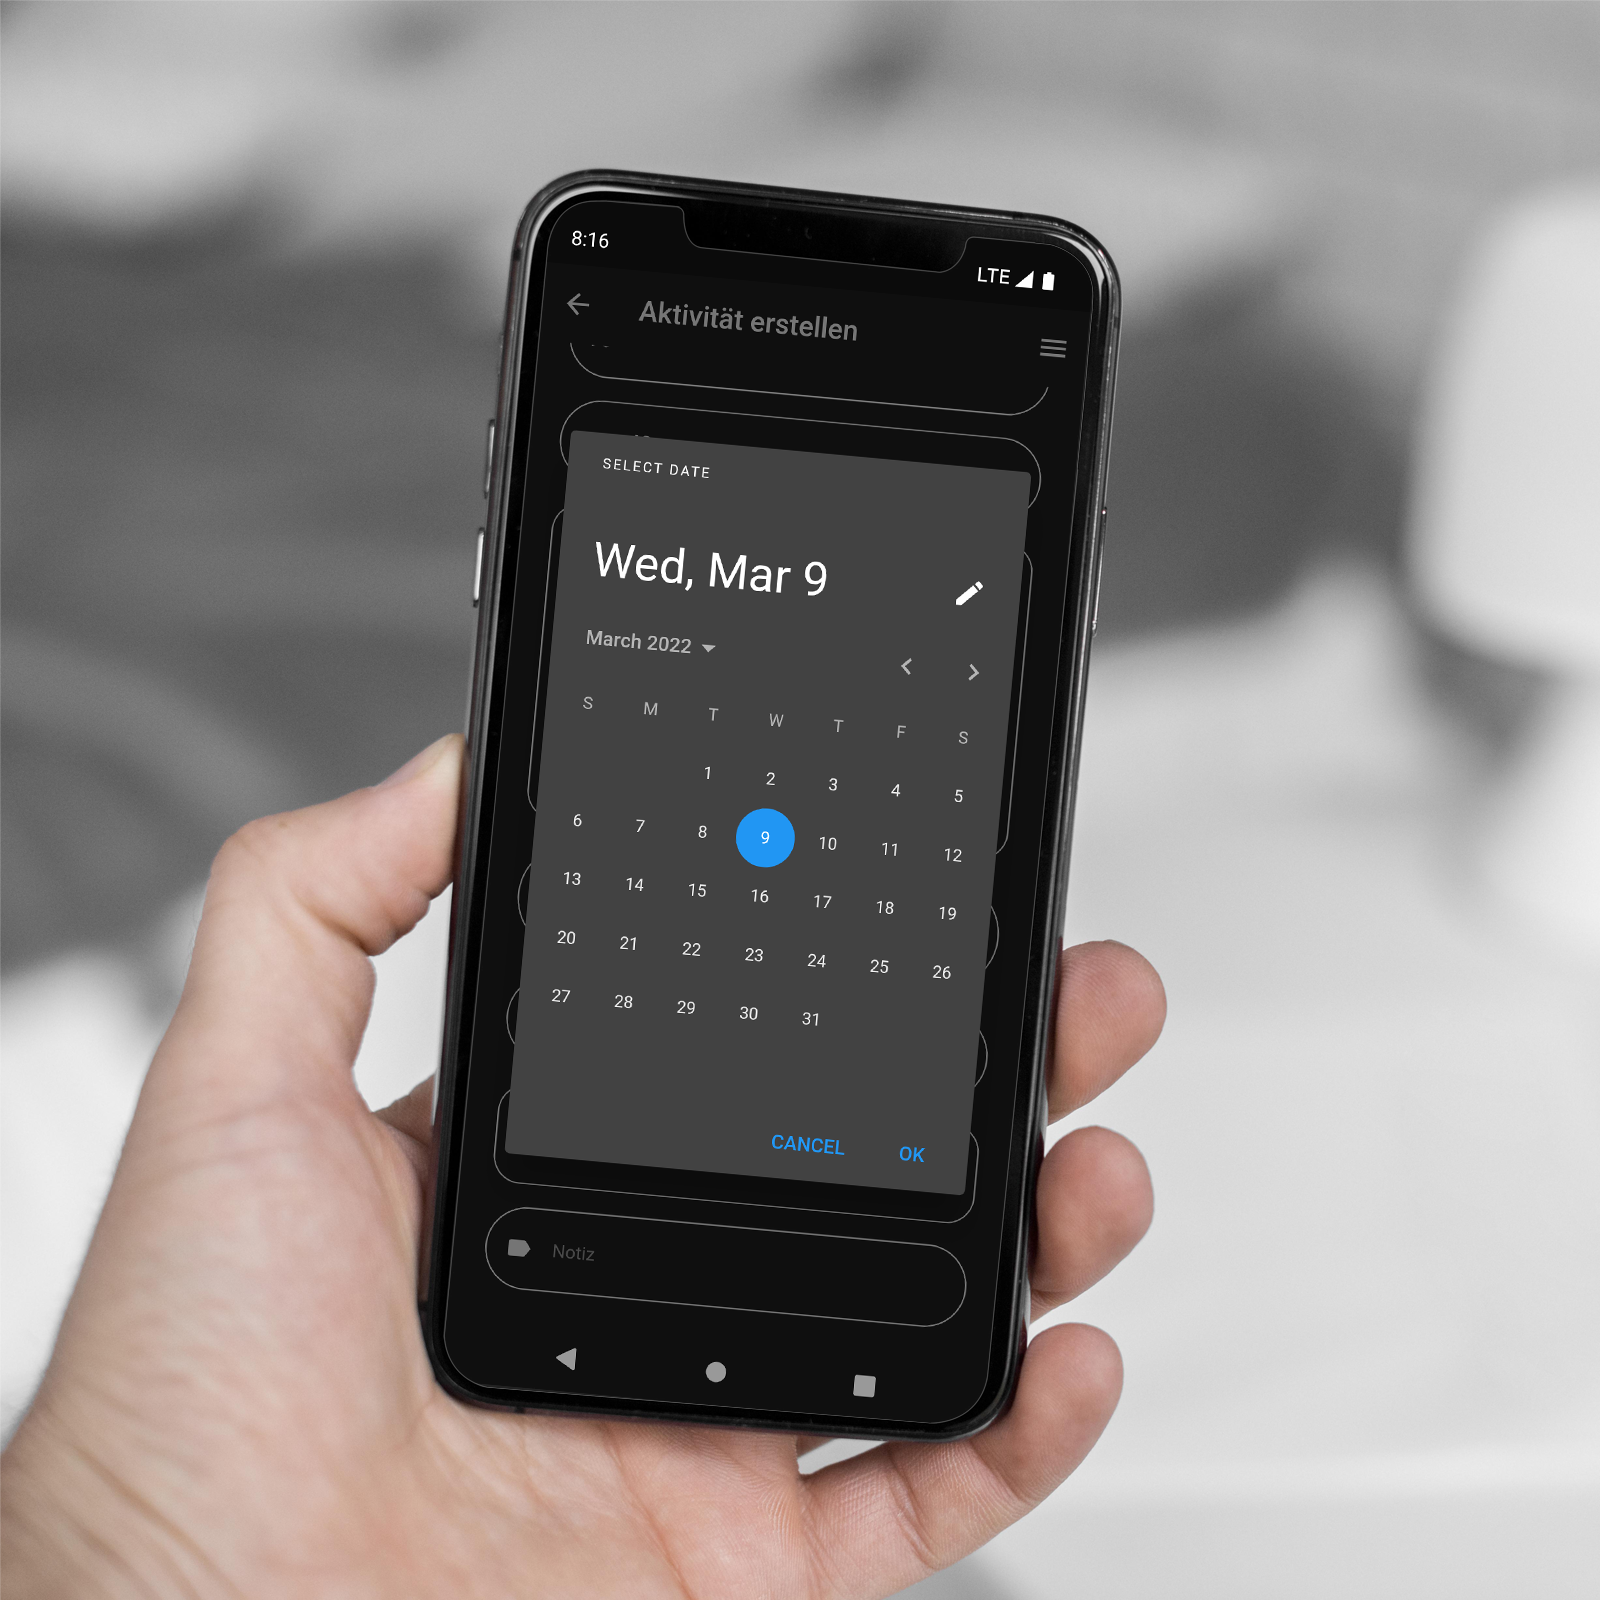 8:16
LTE
Aktivität erstellen
SELECT DATE
Wed, Mar 9
March 2022
S M T W T F S
1 2 3 4 5
6 7 8 9 10 11 12
13 14 15 16 17 18 19
20 21 22 23 24 25 26
27 28 29 30 31
CANCEL OK
Notiz